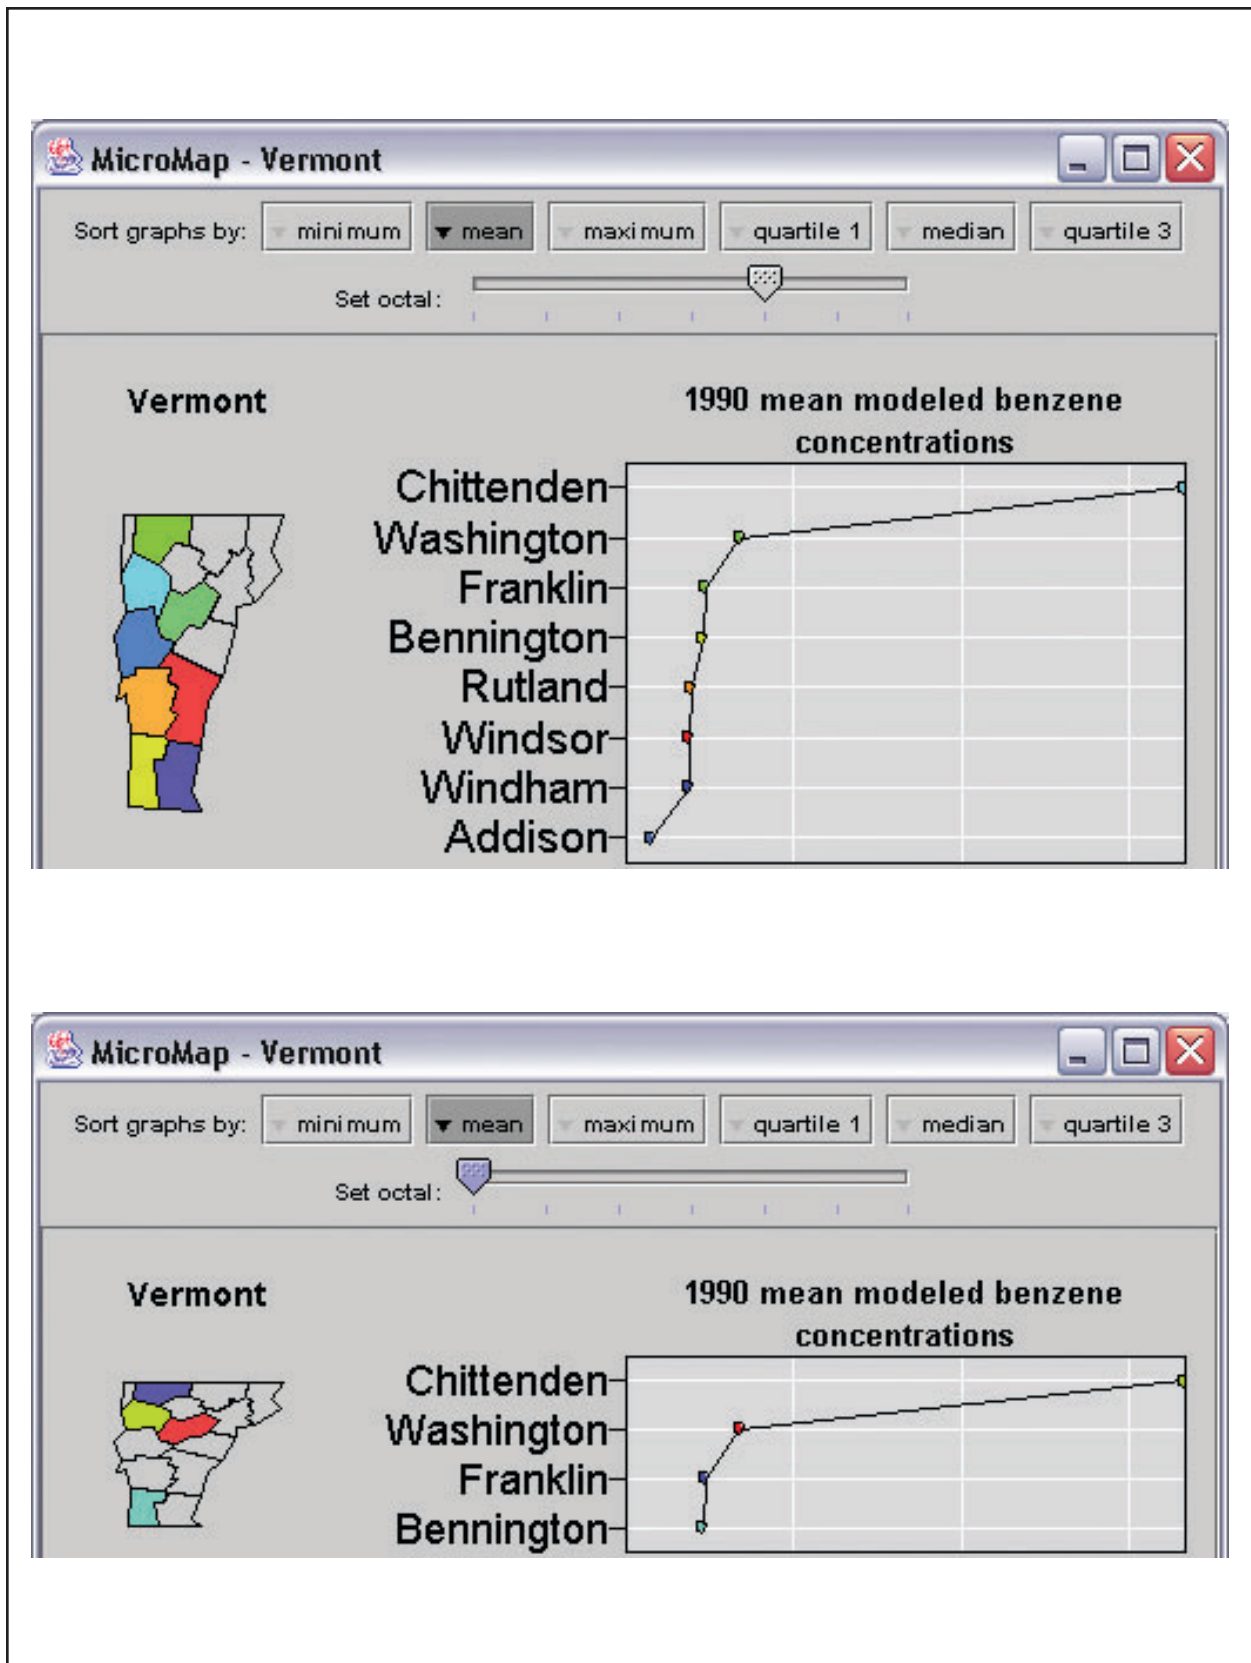 MicroMap - Vermont
Sort graphs by: minimum mean maximum quartile 1 median quartile 3
Set octal:
Vermont
1990 mean modeled benzene
concentrations
Chittenden
Washington
Franklin
Bennington
Rutland
Windsor
Windham
Addison
MicroMap - Vermont
Sort graphs by: minimum mean maximum quartile 1 median quartile 3
Set octal:
Vermont
1990 mean modeled benzene
concentrations
Chittenden
Washington
Franklin
Bennington